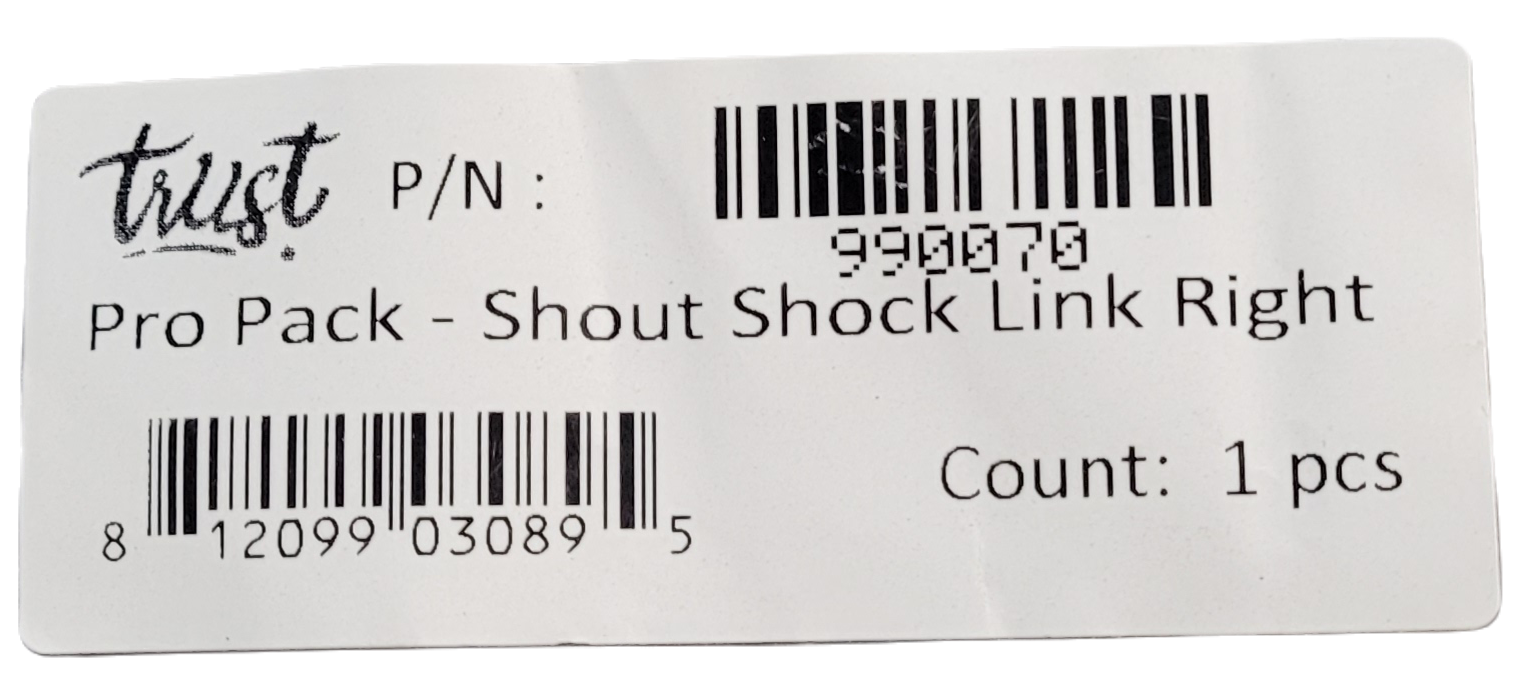 trust. P/N :
990070
Pro Pack - Shout Shock Link Right
Count: 1 pcs
8 12099 03089 5